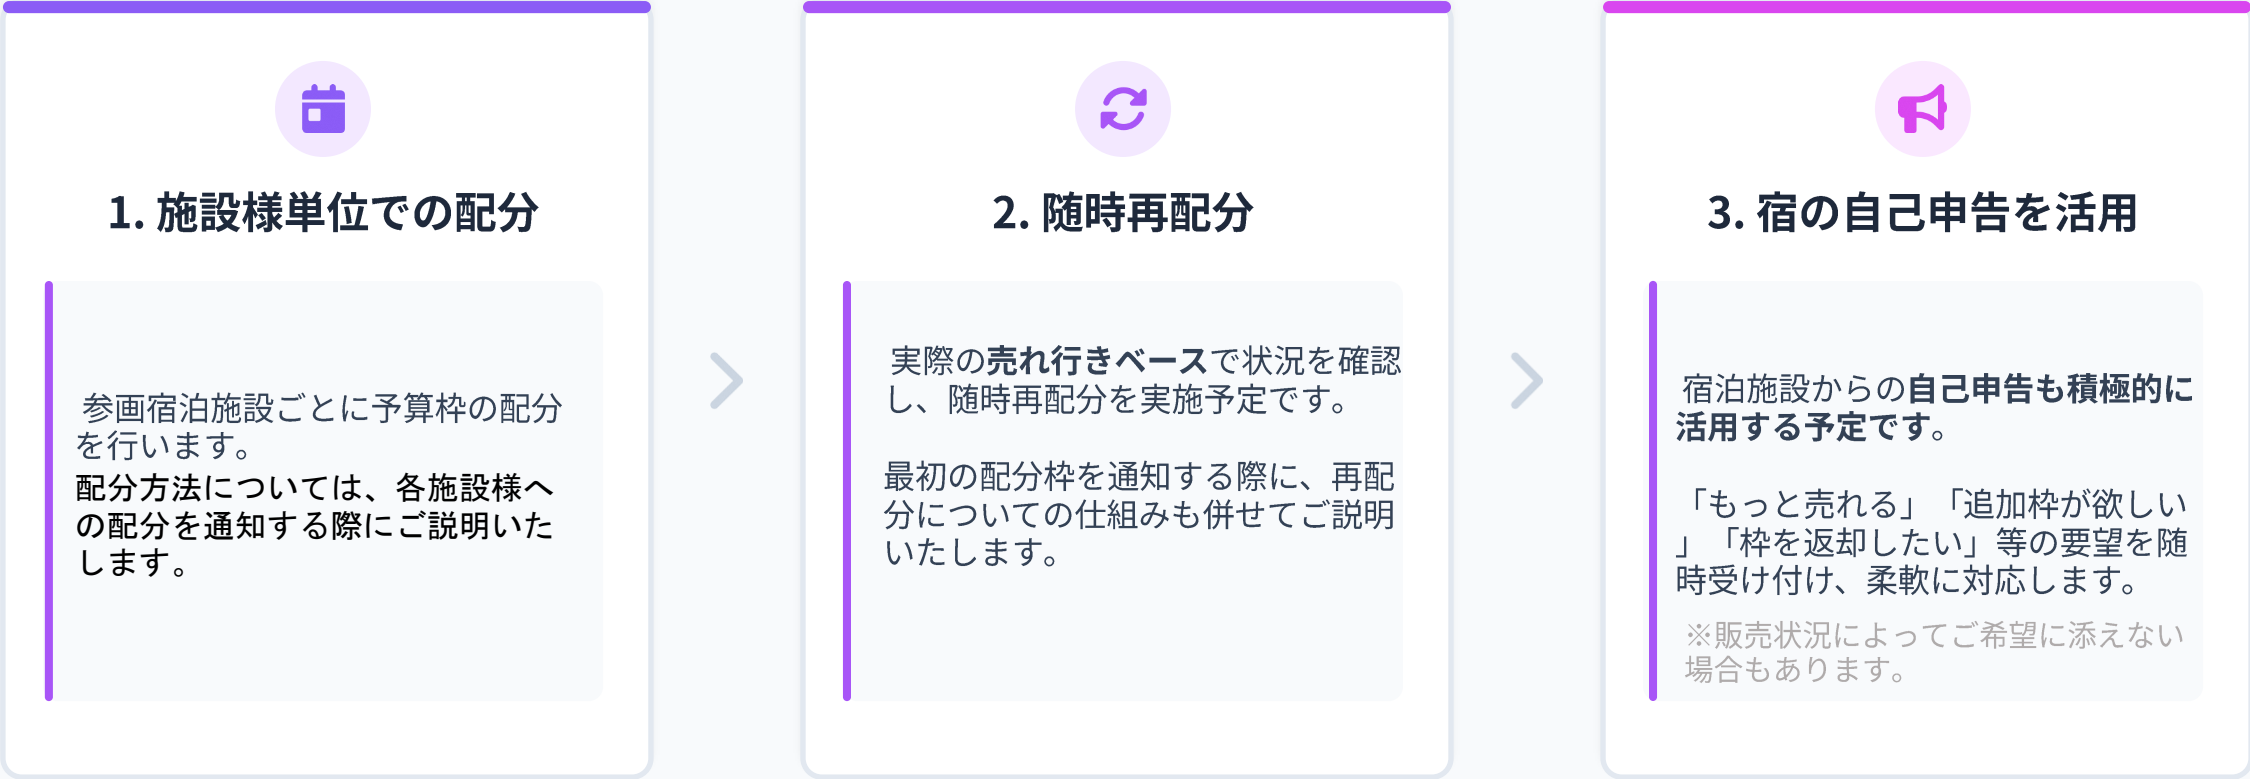 1. 施設様単位での配分
参画宿泊施設ごとに予算枠の配分
を行います。
配分方法については、各施設様へ
の配分を通知する際にご説明いた
します。
2. 随時再配分
実際の売れ行きベースで状況を確認
し、随時再配分を実施予定です。
最初の配分枠を通知する際に、再配
分についての仕組みも併せてご説明
いたします。
3. 宿の自己申告を活用
宿泊施設からの自己申告も積極的に
活用する予定です。
「もっと売れる」「追加枠が欲しい
」「枠を返却したい」等の要望を随
時受け付け、柔軟に対応します。
※販売状況によってご希望に添えない
場合もあります。